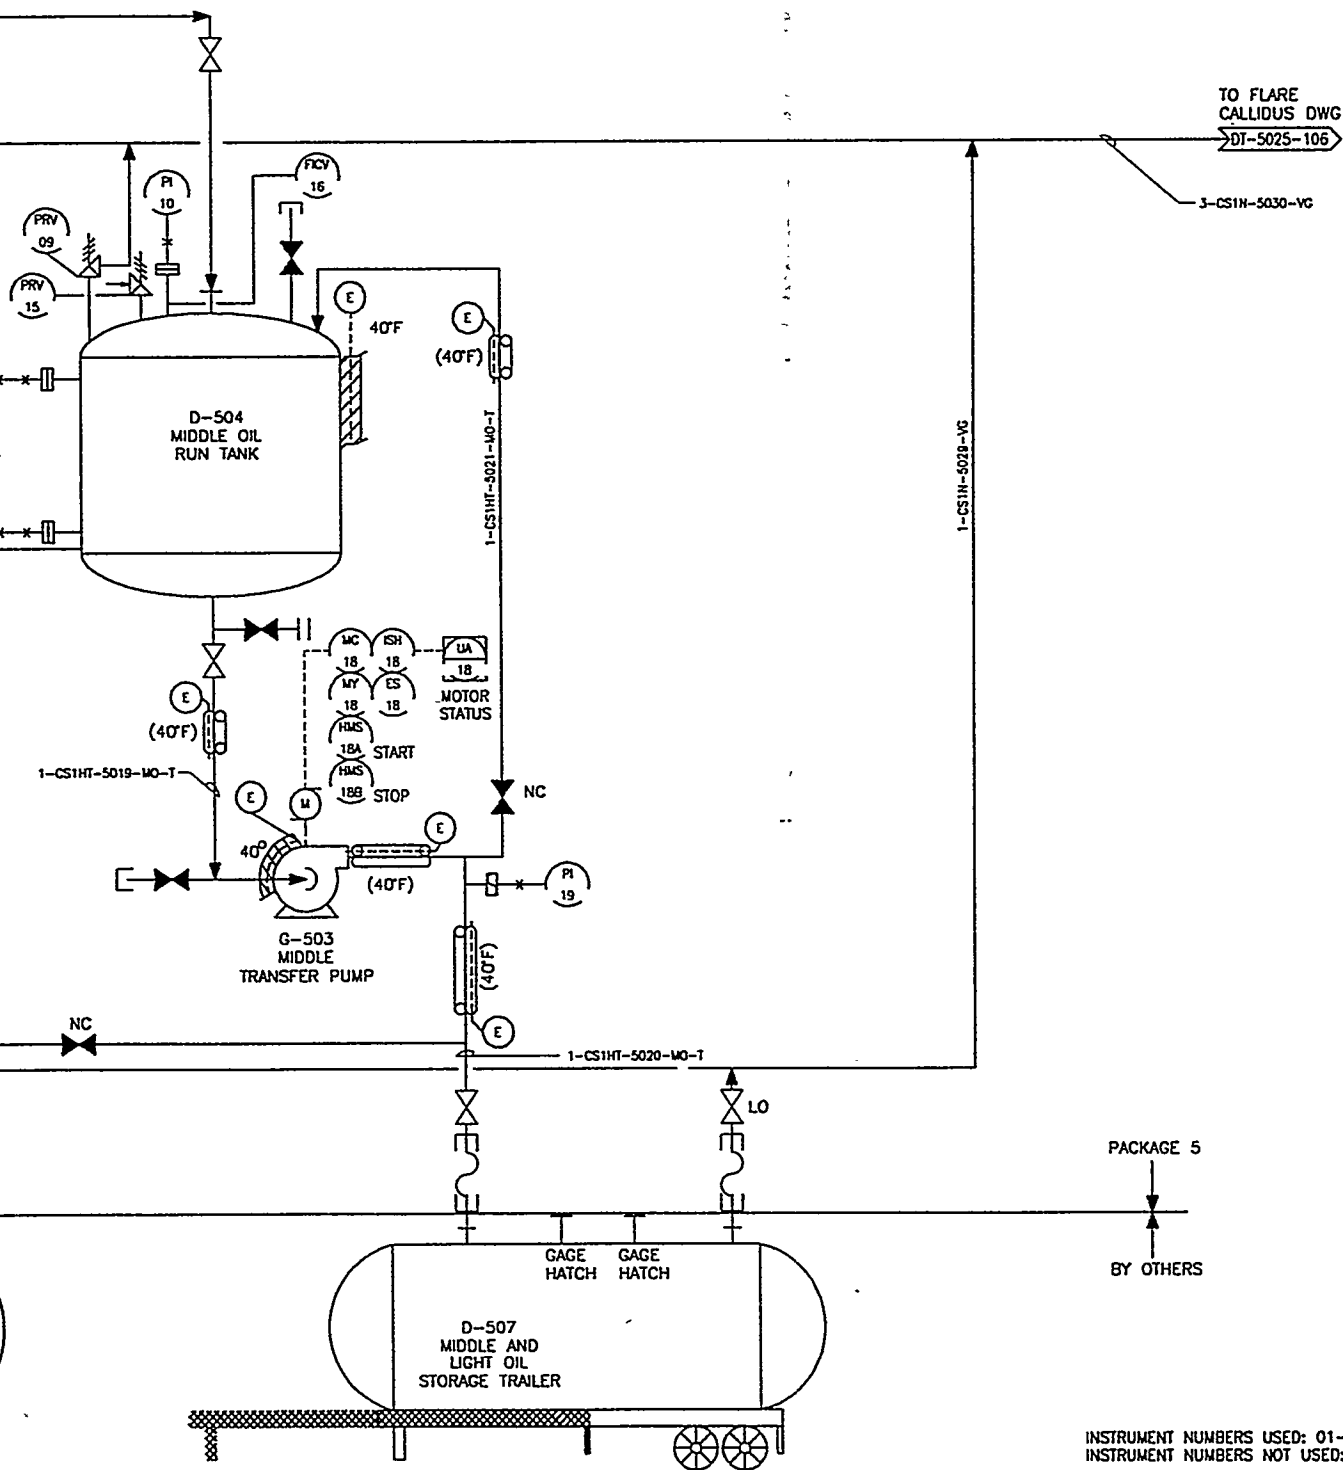 TO FLARE
CALLIDUS DWG
DT-5025-106
3-CS1N-5030-VG
FICV
16
PI
10
PRV
09
PRV
15
E
40°F
E
(40°F)
D-504
MIDDLE OIL
RUN TANK
1-CS1HT-5021-MO-T
1-CS1N-5029-VG
MC
18
ISH
18
UA
18
MY
18
ES
18
MOTOR
STATUS
HMS
18A
START
HMS
18B
STOP
E
(40°F)
1-CS1HT-5019-MO-T
E
M
NC
E
40°
(40°F)
PI
19
G-503
MIDDLE
TRANSFER PUMP
(40°F)
E
NC
1-CS1HT-5020-MO-T
LO
PACKAGE 5
BY OTHERS
GAGE
HATCH
GAGE
HATCH
D-507
MIDDLE AND
LIGHT OIL
STORAGE TRAILER
INSTRUMENT NUMBERS USED: 01-
INSTRUMENT NUMBERS NOT USED: